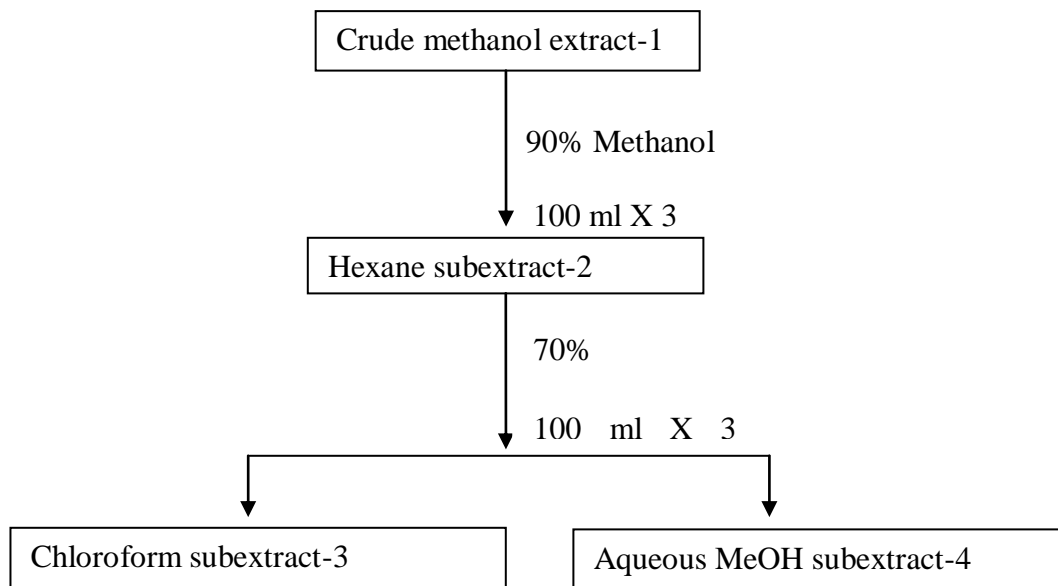 Crude methanol extract-1
90% Methanol
100 ml X 3
Hexane subextract-2
70%
100 ml X 3
Chloroform subextract-3
Aqueous MeOH subextract-4